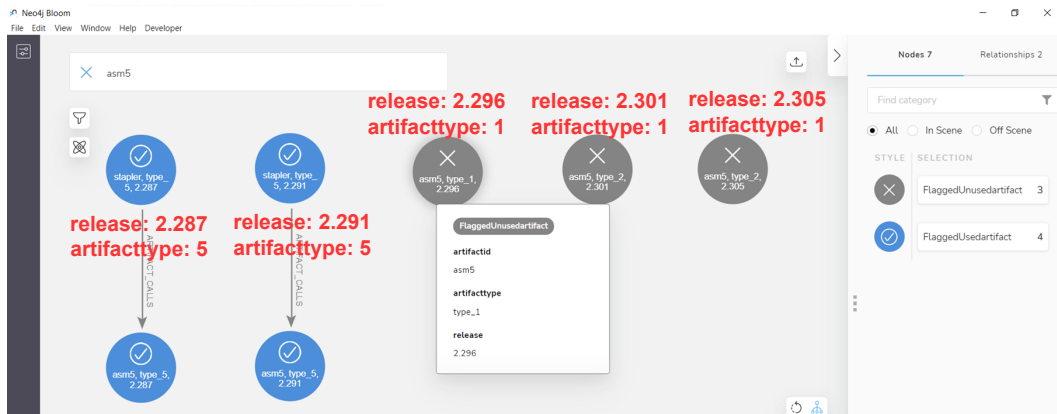 Neo4j Bloom
File Edit View Window Help Developer
asm5
Nodes 7 Relationships 2
Find category
All In Scene Off Scene
STYLE SELECTION
FlaggedUnusedartifact 3
FlaggedUsedartifact 4
release: 2.296
artifacttype: 1
release: 2.301
artifacttype: 1
release: 2.305
artifacttype: 1
stapler, type_
5, 2.287
stapler, type_
5, 2.291
asm5, type_1,
2.296
asm5, type_2,
2.301
asm5, type_2,
2.305
release: 2.287
artifacttype: 5
release: 2.291
artifacttype: 5
ARTIFACT_CALLS
ARTIFACT_CALLS
FlaggedUnusedartifact
artifactid
asm5
artifacttype
type_1
release
2.296
asm5, type_5,
2.287
asm5, type_5,
2.291